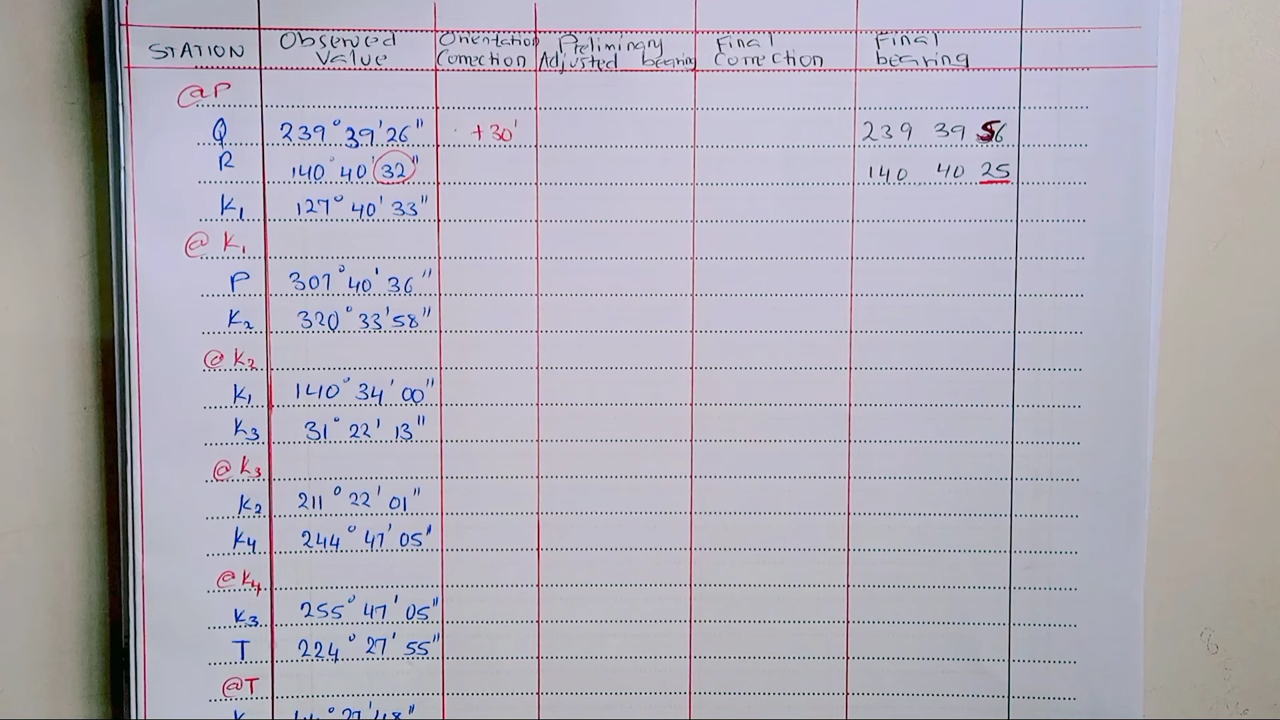 STATION Observed Value Orientation Correction Preliminary Adjusted bearing Final Correction Final bearing
@P
Q 239°39'26" +30' 239 39 56
R 140°40'32" 140 40 25
K₁ 127°40'33"
@ K₁
P 307°40'36"
K₂ 320°33'58"
@ K₂
K₁ 140°34'00"
K₃ 31°22'13"
@ K₃
K₂ 211°22'01"
K₄ 244°47'05"
@K₄
K₃ 255°47'05"
T 224°27'55"
@T